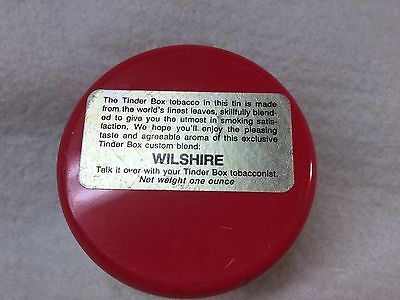 The Tinder Box tobacco in this tin is made
from the world's finest leaves, skillfully blend-
ed to give you the utmost in smoking satis-
faction. We hope you'll enjoy the pleasing
taste and agreeable aroma of this exclusive
Tinder Box custom blend:
WILSHIRE
Talk it over with your Tinder Box tobacconist.
Net weight one ounce